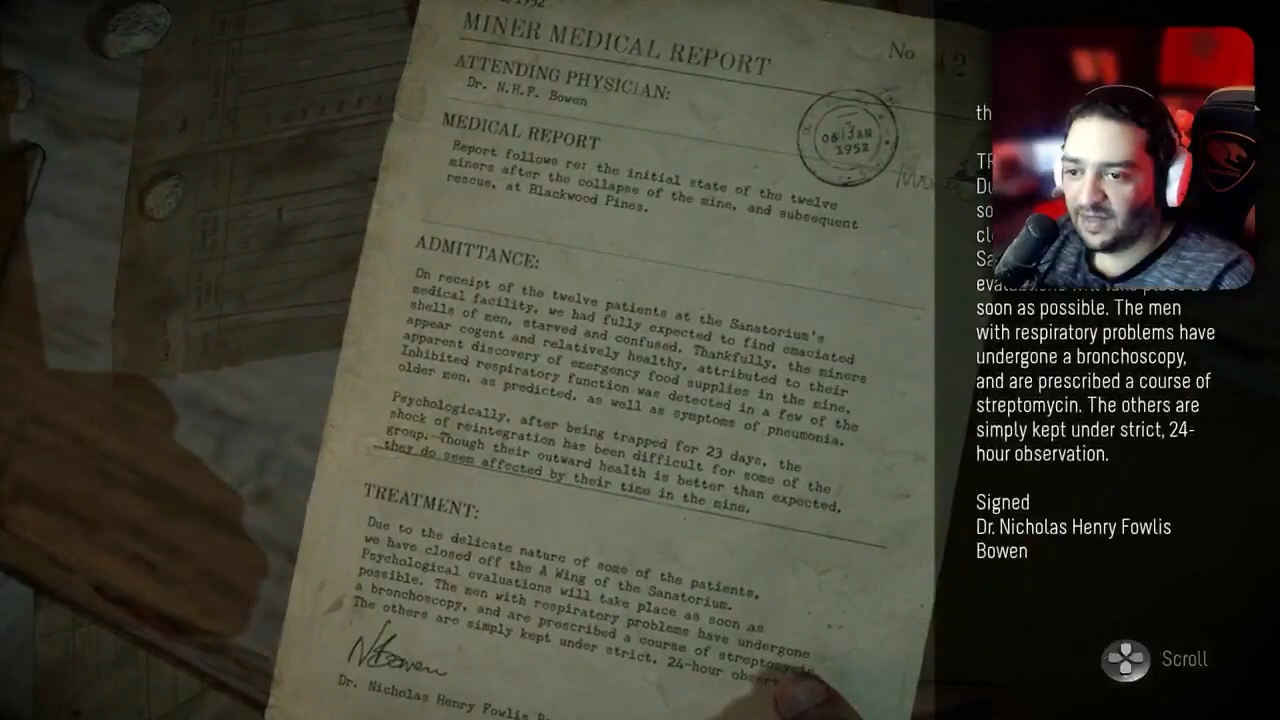 1952
MINER MEDICAL REPORT
No 42
ATTENDING PHYSICIAN:
Dr. N.H.F. Bowen
06 JAN
1952
MEDICAL REPORT
Report follows re: the initial state of the twelve
miners after the collapse of the mine, and subsequent
rescue, at Blackwood Pines.
ADMITTANCE:
On receipt of the twelve patients at the Sanatorium's
medical facility, we had fully expected to find emaciated
shells of men, starved and confused. Thankfully, the miners
appear cogent and relatively healthy, attributed to their
apparent discovery of emergency food supplies in the mine.
Inhibited respiratory function was detected in a few of the
older men, as predicted, as well as symptoms of pneumonia.
Psychologically, after being trapped for 23 days, the
shock of reintegration has been difficult for some of the
group. Though their outward health is better than expected,
they do seem affected by their time in the mine.
TREATMENT:
Due to the delicate nature of some of the patients,
we have closed off the A Wing of the Sanatorium.
Psychological evaluations will take place as soon as
possible. The men with respiratory problems have undergone
a bronchoscopy, and are prescribed a course of streptomycin
The others are simply kept under strict, 24-hour observ
NBowen
Dr. Nicholas Henry Fowlis B
th
TR
Du
so
clo
Sa
soon as possible. The men
with respiratory problems have
undergone a bronchoscopy,
and are prescribed a course of
streptomycin. The others are
simply kept under strict, 24-
hour observation.
Signed
Dr. Nicholas Henry Fowlis
Bowen
Scroll